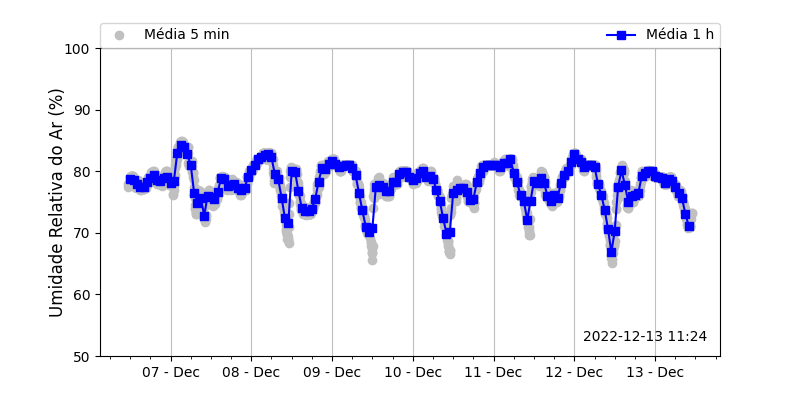 Média 5 min
Média 1 h
Umidade Relativa do Ar (%)
100
90
80
70
60
50
2022-12-13 11:24
07 - Dec
08 - Dec
09 - Dec
10 - Dec
11 - Dec
12 - Dec
13 - Dec